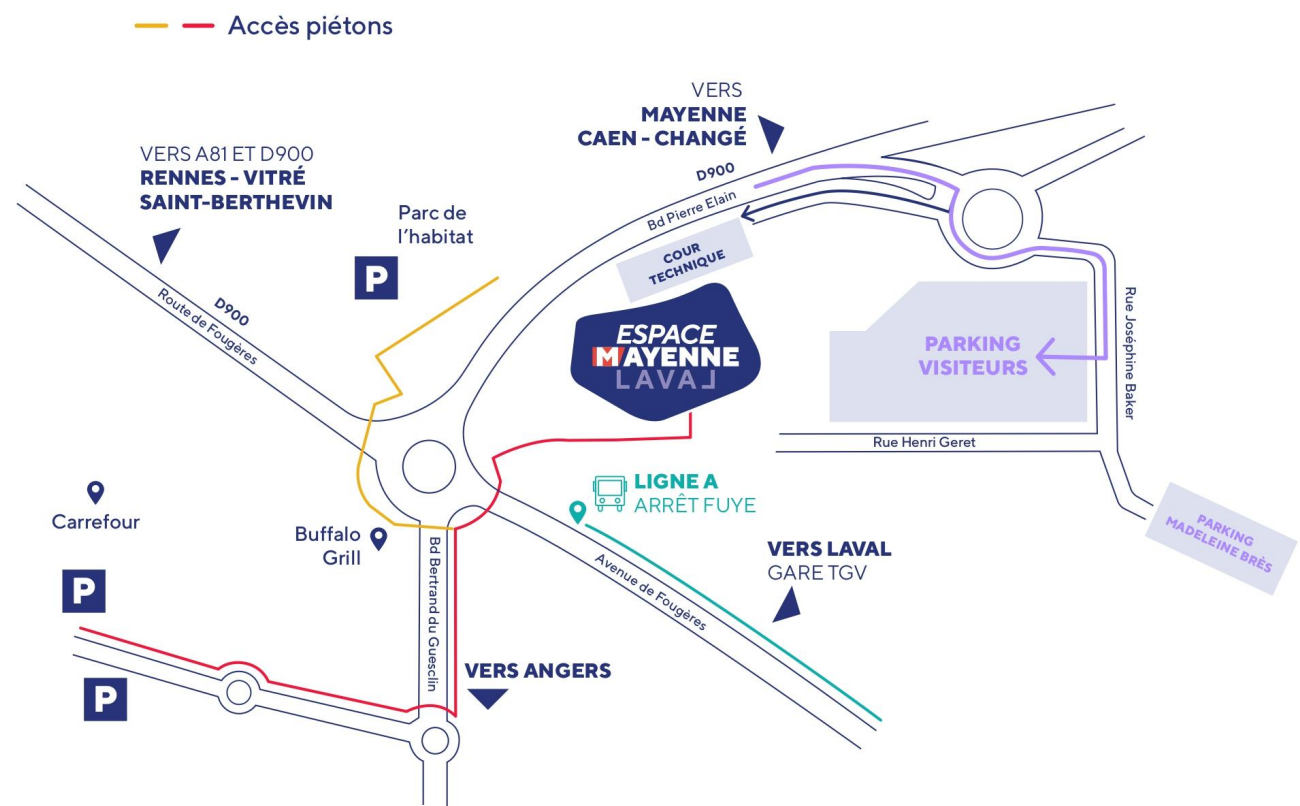 Accès piétons
VERS
MAYENNE
CAEN - CHANGÉ
VERS A81 ET D900
RENNES - VITRÉ
SAINT-BERTHEVIN
D900
Bd Pierre Elain
Parc de
l'habitat
P
COUR
TECHNIQUE
D900
Route de Fougères
ESPACE
MAYENNE
LAVAL
PARKING
VISITEURS
Rue Joséphine Baker
Rue Henri Geret
LIGNE A
ARRÊT FUYE
Carrefour
Buffalo
Grill
PARKING
MADELEINE BRÈS
VERS LAVAL
GARE TGV
Avenue de Fougères
Bd Bertrand du Guesclin
P
VERS ANGERS
P